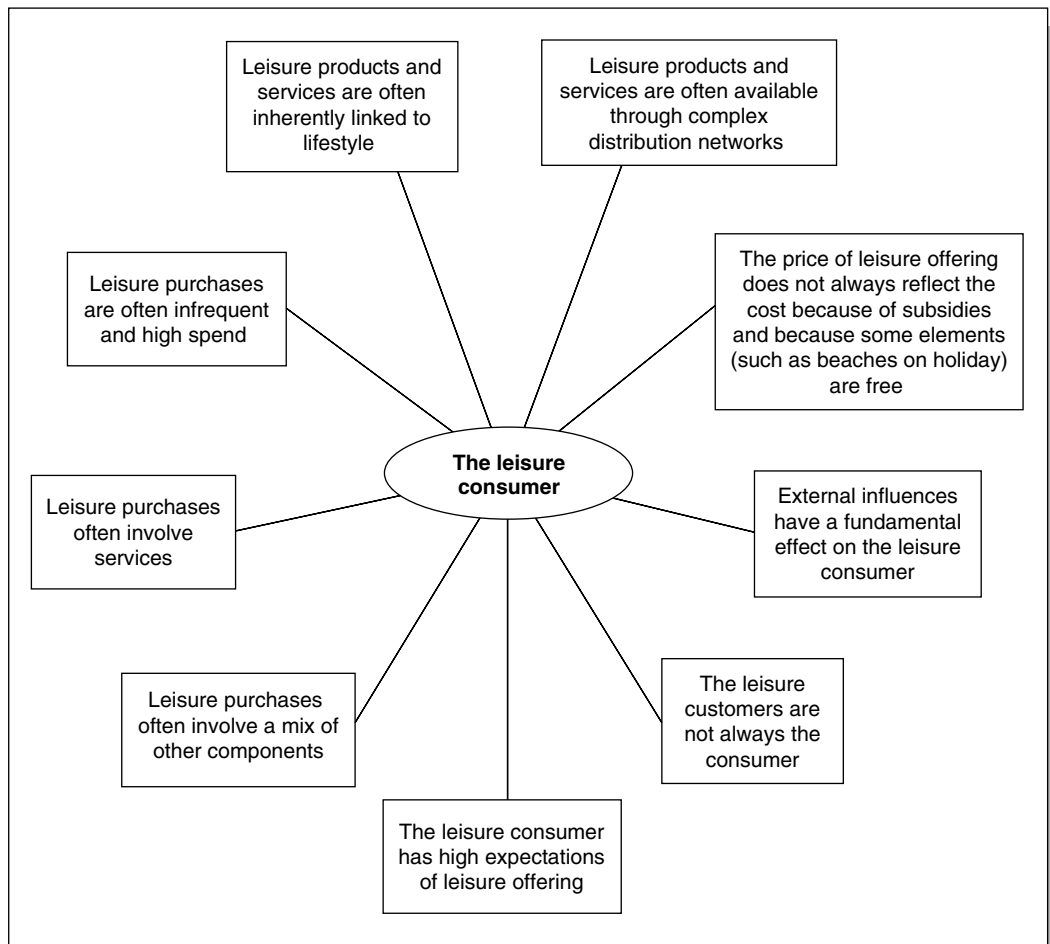 Leisure products and
services are often
inherently linked to
lifestyle
Leisure products and
services are often available
through complex
distribution networks
Leisure purchases
are often infrequent
and high spend
The price of leisure offering
does not always reflect the
cost because of subsidies
and because some elements
(such as beaches on holiday)
are free
The leisure
consumer
Leisure purchases
often involve
services
External influences
have a fundamental
effect on the leisure
consumer
Leisure purchases
often involve a mix of
other components
The leisure
customers are
not always the
consumer
The leisure consumer
has high expectations
of leisure offering